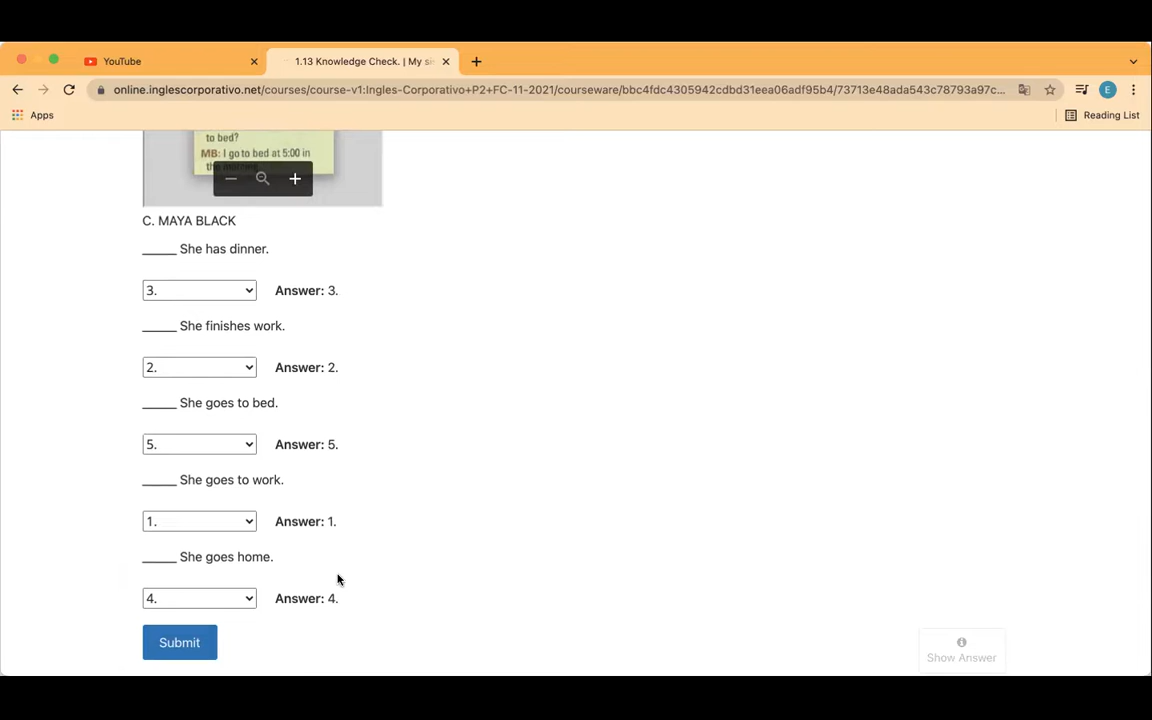 YouTube
1.13 Knowledge Check. | My si
online.inglescorporativo.net/courses/course-v1:Ingles-Corporativo+P2+FC-11-2021/courseware/bbc4fdc4305942cdbd31eea06adf95b4/73713e48ada543c78793a97c...
E
Apps
Reading List
to bed?
MB: I go to bed at 5:00 in
C. MAYA BLACK
_____ She has dinner.
3. Answer: 3.
_____ She finishes work.
2. Answer: 2.
_____ She goes to bed.
5. Answer: 5.
_____ She goes to work.
1. Answer: 1.
_____ She goes home.
4. Answer: 4.
Submit
Show Answer